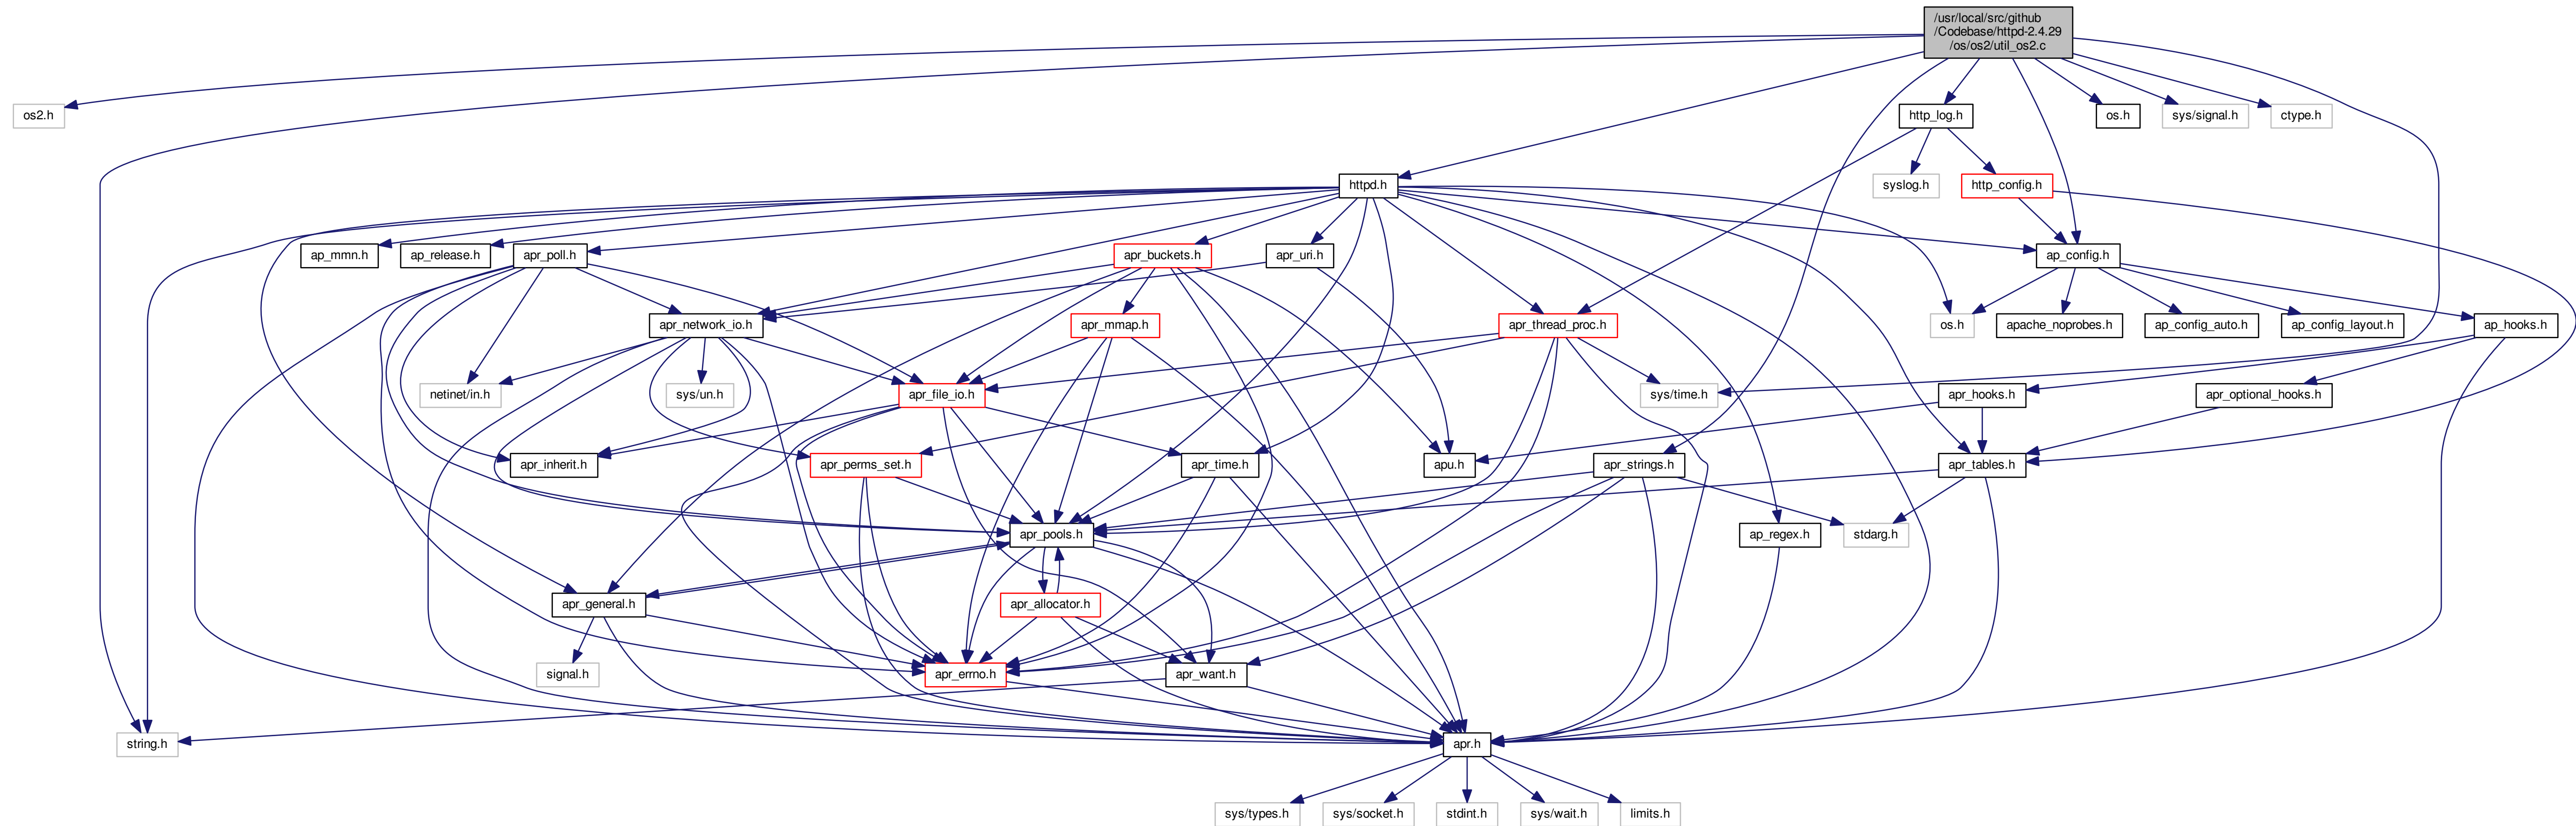 /usr/local/src/github
/Codebase/httpd-2.4.29
/os/os2/util_os2.c
os2.h
http_log.h
os.h
sys/signal.h
ctype.h
httpd.h
syslog.h
http_config.h
ap_mmn.h
ap_release.h
apr_poll.h
apr_buckets.h
apr_uri.h
ap_config.h
apr_network_io.h
apr_mmap.h
apr_thread_proc.h
os.h
apache_noprobes.h
ap_config_auto.h
ap_config_layout.h
ap_hooks.h
netinet/in.h
sys/un.h
apr_file_io.h
sys/time.h
apr_hooks.h
apr_optional_hooks.h
apr_inherit.h
apr_perms_set.h
apr_time.h
apu.h
apr_strings.h
apr_tables.h
apr_pools.h
ap_regex.h
stdarg.h
apr_general.h
apr_allocator.h
signal.h
apr_errno.h
apr_want.h
string.h
apr.h
sys/types.h
sys/socket.h
stdint.h
sys/wait.h
limits.h